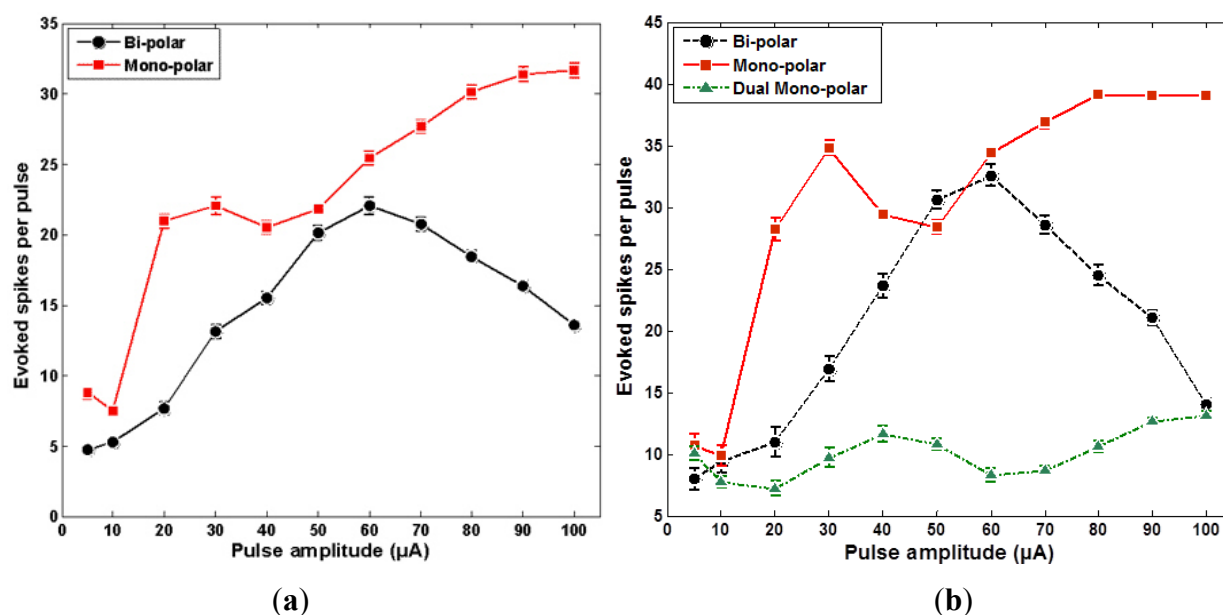 Bi-polar
Mono-polar
35
30
25
20
15
10
5
0
Evoked spikes per pulse
0 10 20 30 40 50 60 70 80 90 100
Pulse amplitude (µA)
(a)
Bi-polar
Mono-polar
Dual Mono-polar
45
40
35
30
25
20
15
10
5
Evoked spikes per pulse
0 10 20 30 40 50 60 70 80 90 100
Pulse amplitude (µA)
(b)